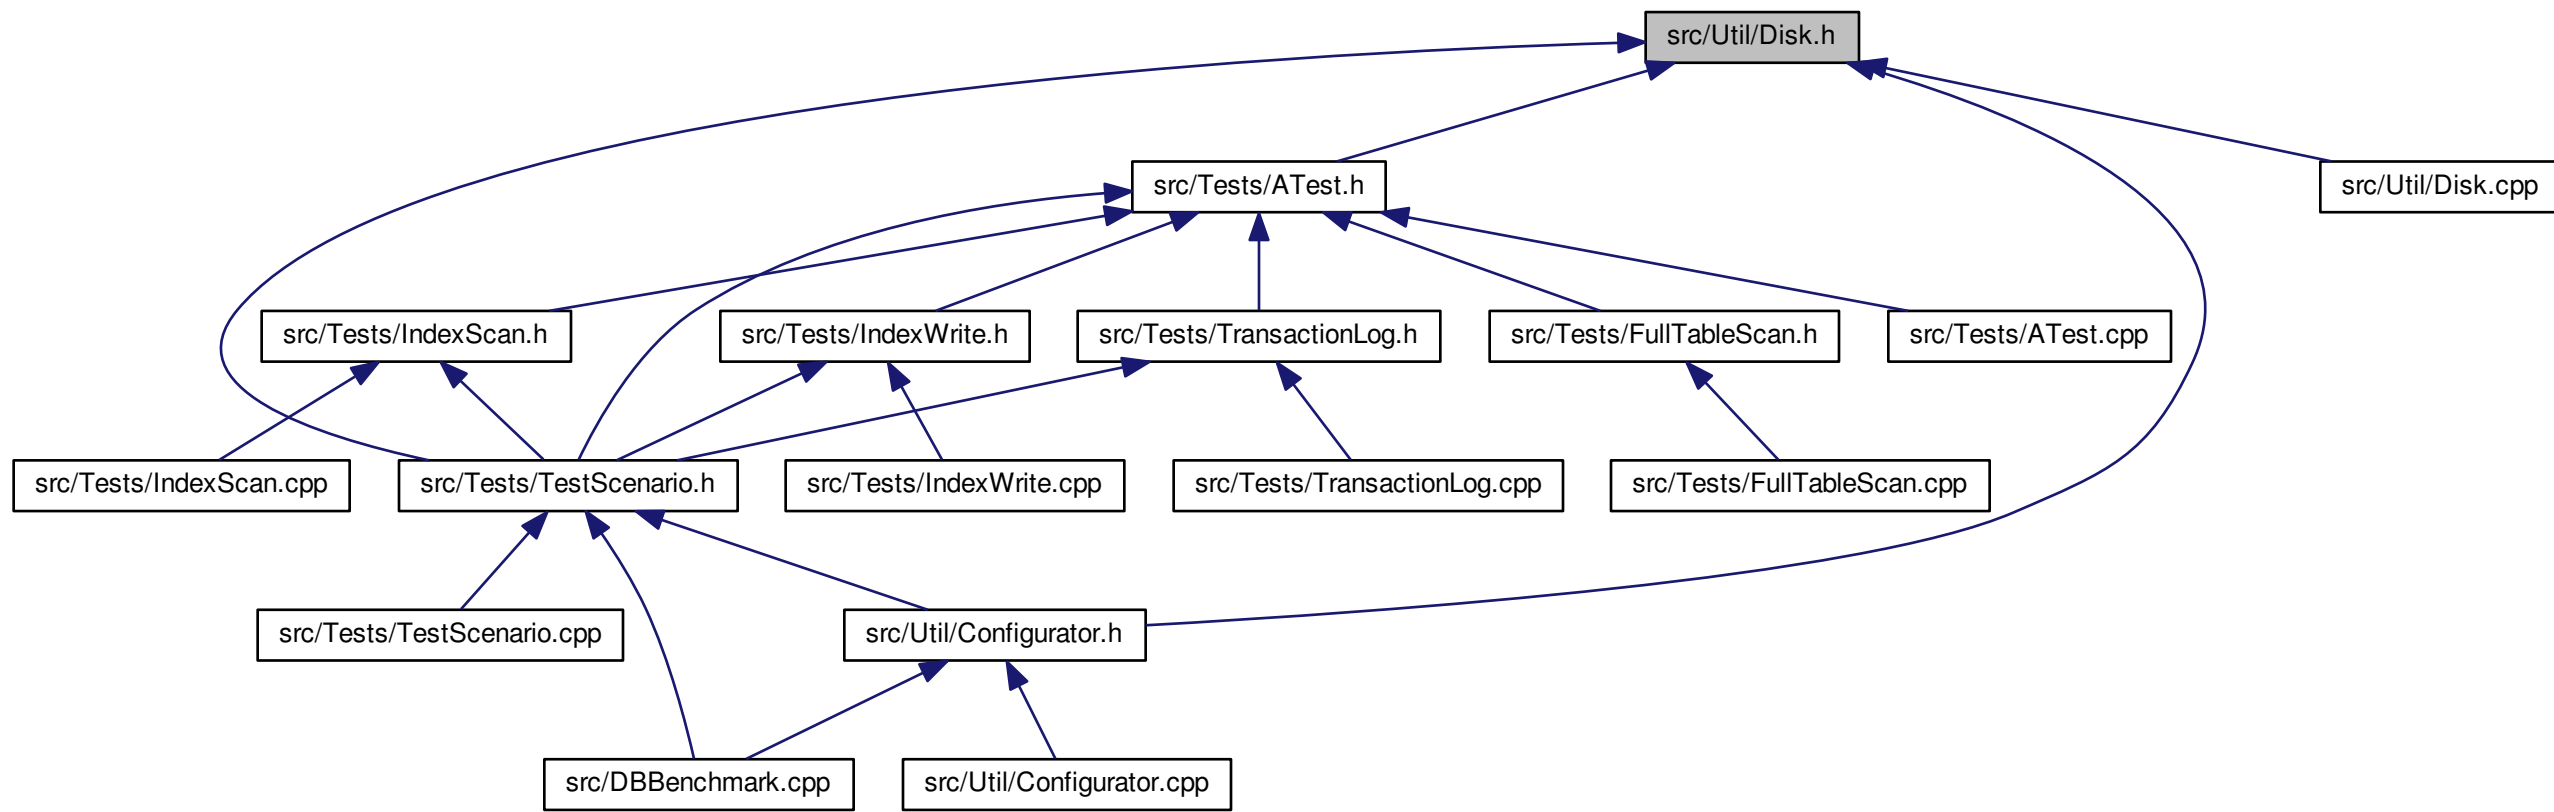 src/Util/Disk.h
src/Tests/ATest.h
src/Util/Disk.cpp
src/Tests/IndexScan.h
src/Tests/IndexWrite.h
src/Tests/TransactionLog.h
src/Tests/FullTableScan.h
src/Tests/ATest.cpp
src/Tests/IndexScan.cpp
src/Tests/TestScenario.h
src/Tests/IndexWrite.cpp
src/Tests/TransactionLog.cpp
src/Tests/FullTableScan.cpp
src/Tests/TestScenario.cpp
src/Util/Configurator.h
src/DBBenchmark.cpp
src/Util/Configurator.cpp